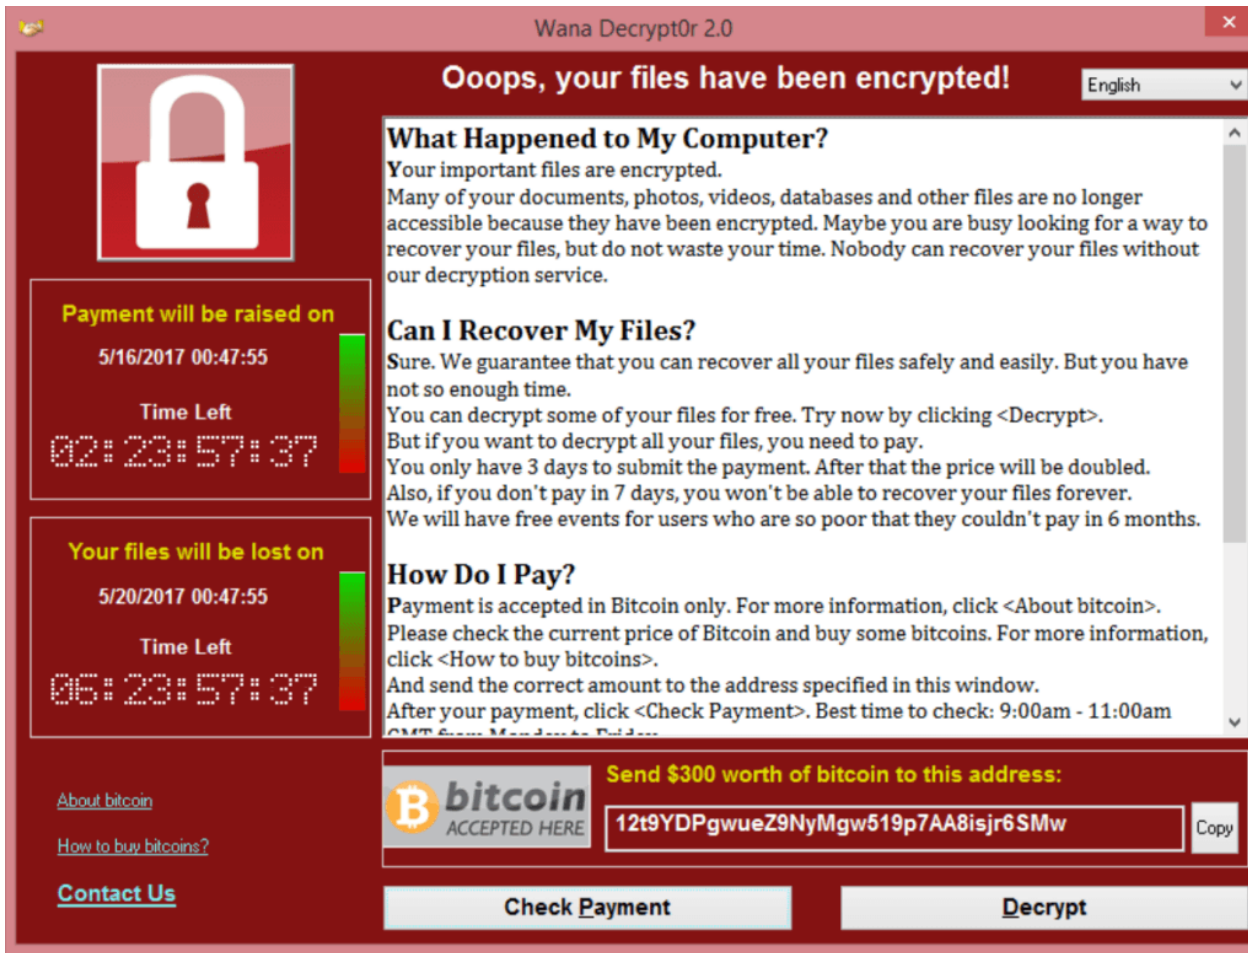 Wana Decrypt0r 2.0
Ooops, your files have been encrypted!
English
Payment will be raised on
5/16/2017 00:47:55
Time Left
02:23:57:37
Your files will be lost on
5/20/2017 00:47:55
Time Left
06:23:57:37
About bitcoin
How to buy bitcoins?
Contact Us
What Happened to My Computer?
Your important files are encrypted.
Many of your documents, photos, videos, databases and other files are no longer
accessible because they have been encrypted. Maybe you are busy looking for a way to
recover your files, but do not waste your time. Nobody can recover your files without
our decryption service.
Can I Recover My Files?
Sure. We guarantee that you can recover all your files safely and easily. But you have
not so enough time.
You can decrypt some of your files for free. Try now by clicking <Decrypt>.
But if you want to decrypt all your files, you need to pay.
You only have 3 days to submit the payment. After that the price will be doubled.
Also, if you don't pay in 7 days, you won't be able to recover your files forever.
We will have free events for users who are so poor that they couldn't pay in 6 months.
How Do I Pay?
Payment is accepted in Bitcoin only. For more information, click <About bitcoin>.
Please check the current price of Bitcoin and buy some bitcoins. For more information,
click <How to buy bitcoins>.
And send the correct amount to the address specified in this window.
After your payment, click <Check Payment>. Best time to check: 9:00am - 11:00am
GMT from Monday to Friday
bitcoin
ACCEPTED HERE
Send $300 worth of bitcoin to this address:
12t9YDPgwueZ9NyMgw519p7AA8isjr6SMw
Copy
Check Payment
Decrypt